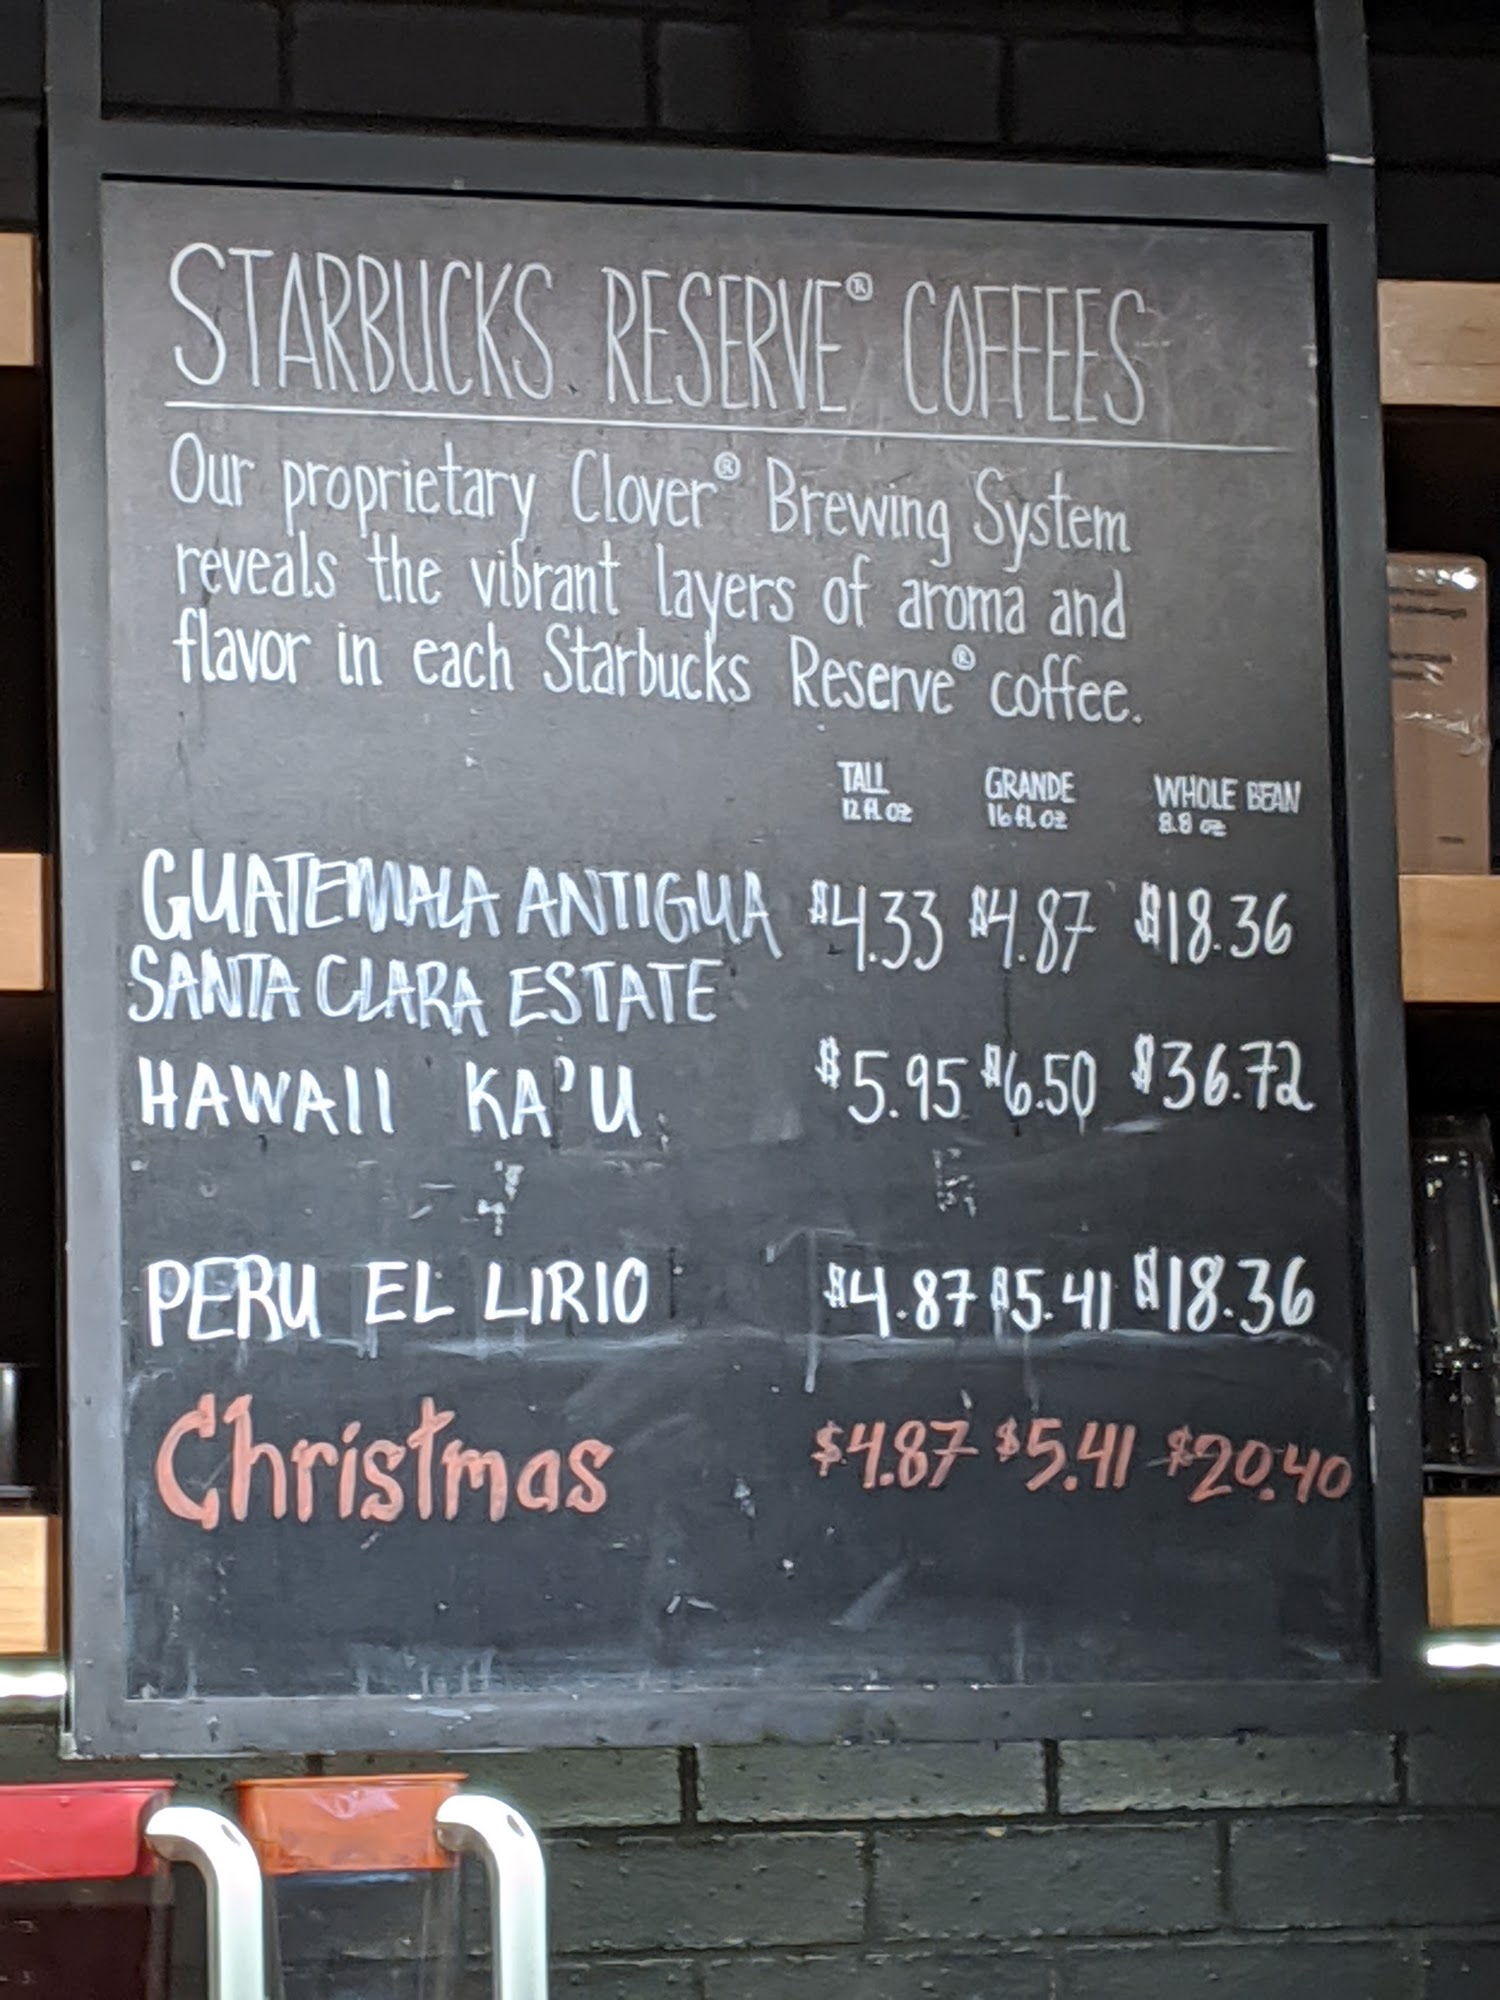 STARBUCKS RESERVE® COFFEES
Our proprietary Clover® Brewing System
reveals the vibrant layers of aroma and
flavor in each Starbucks Reserve® coffee.
TALL GRANDE WHOLE BEAN
12 fl oz 16 fl oz 8.8 oz
GUATEMALA ANTIGUA $4.33 $4.87 $18.36
SANTA CLARA ESTATE
HAWAII KA'U $5.95 $6.50 $36.72
PERU EL LIRIO $4.87 $5.41 $18.36
Christmas $4.87 $5.41 $20.40